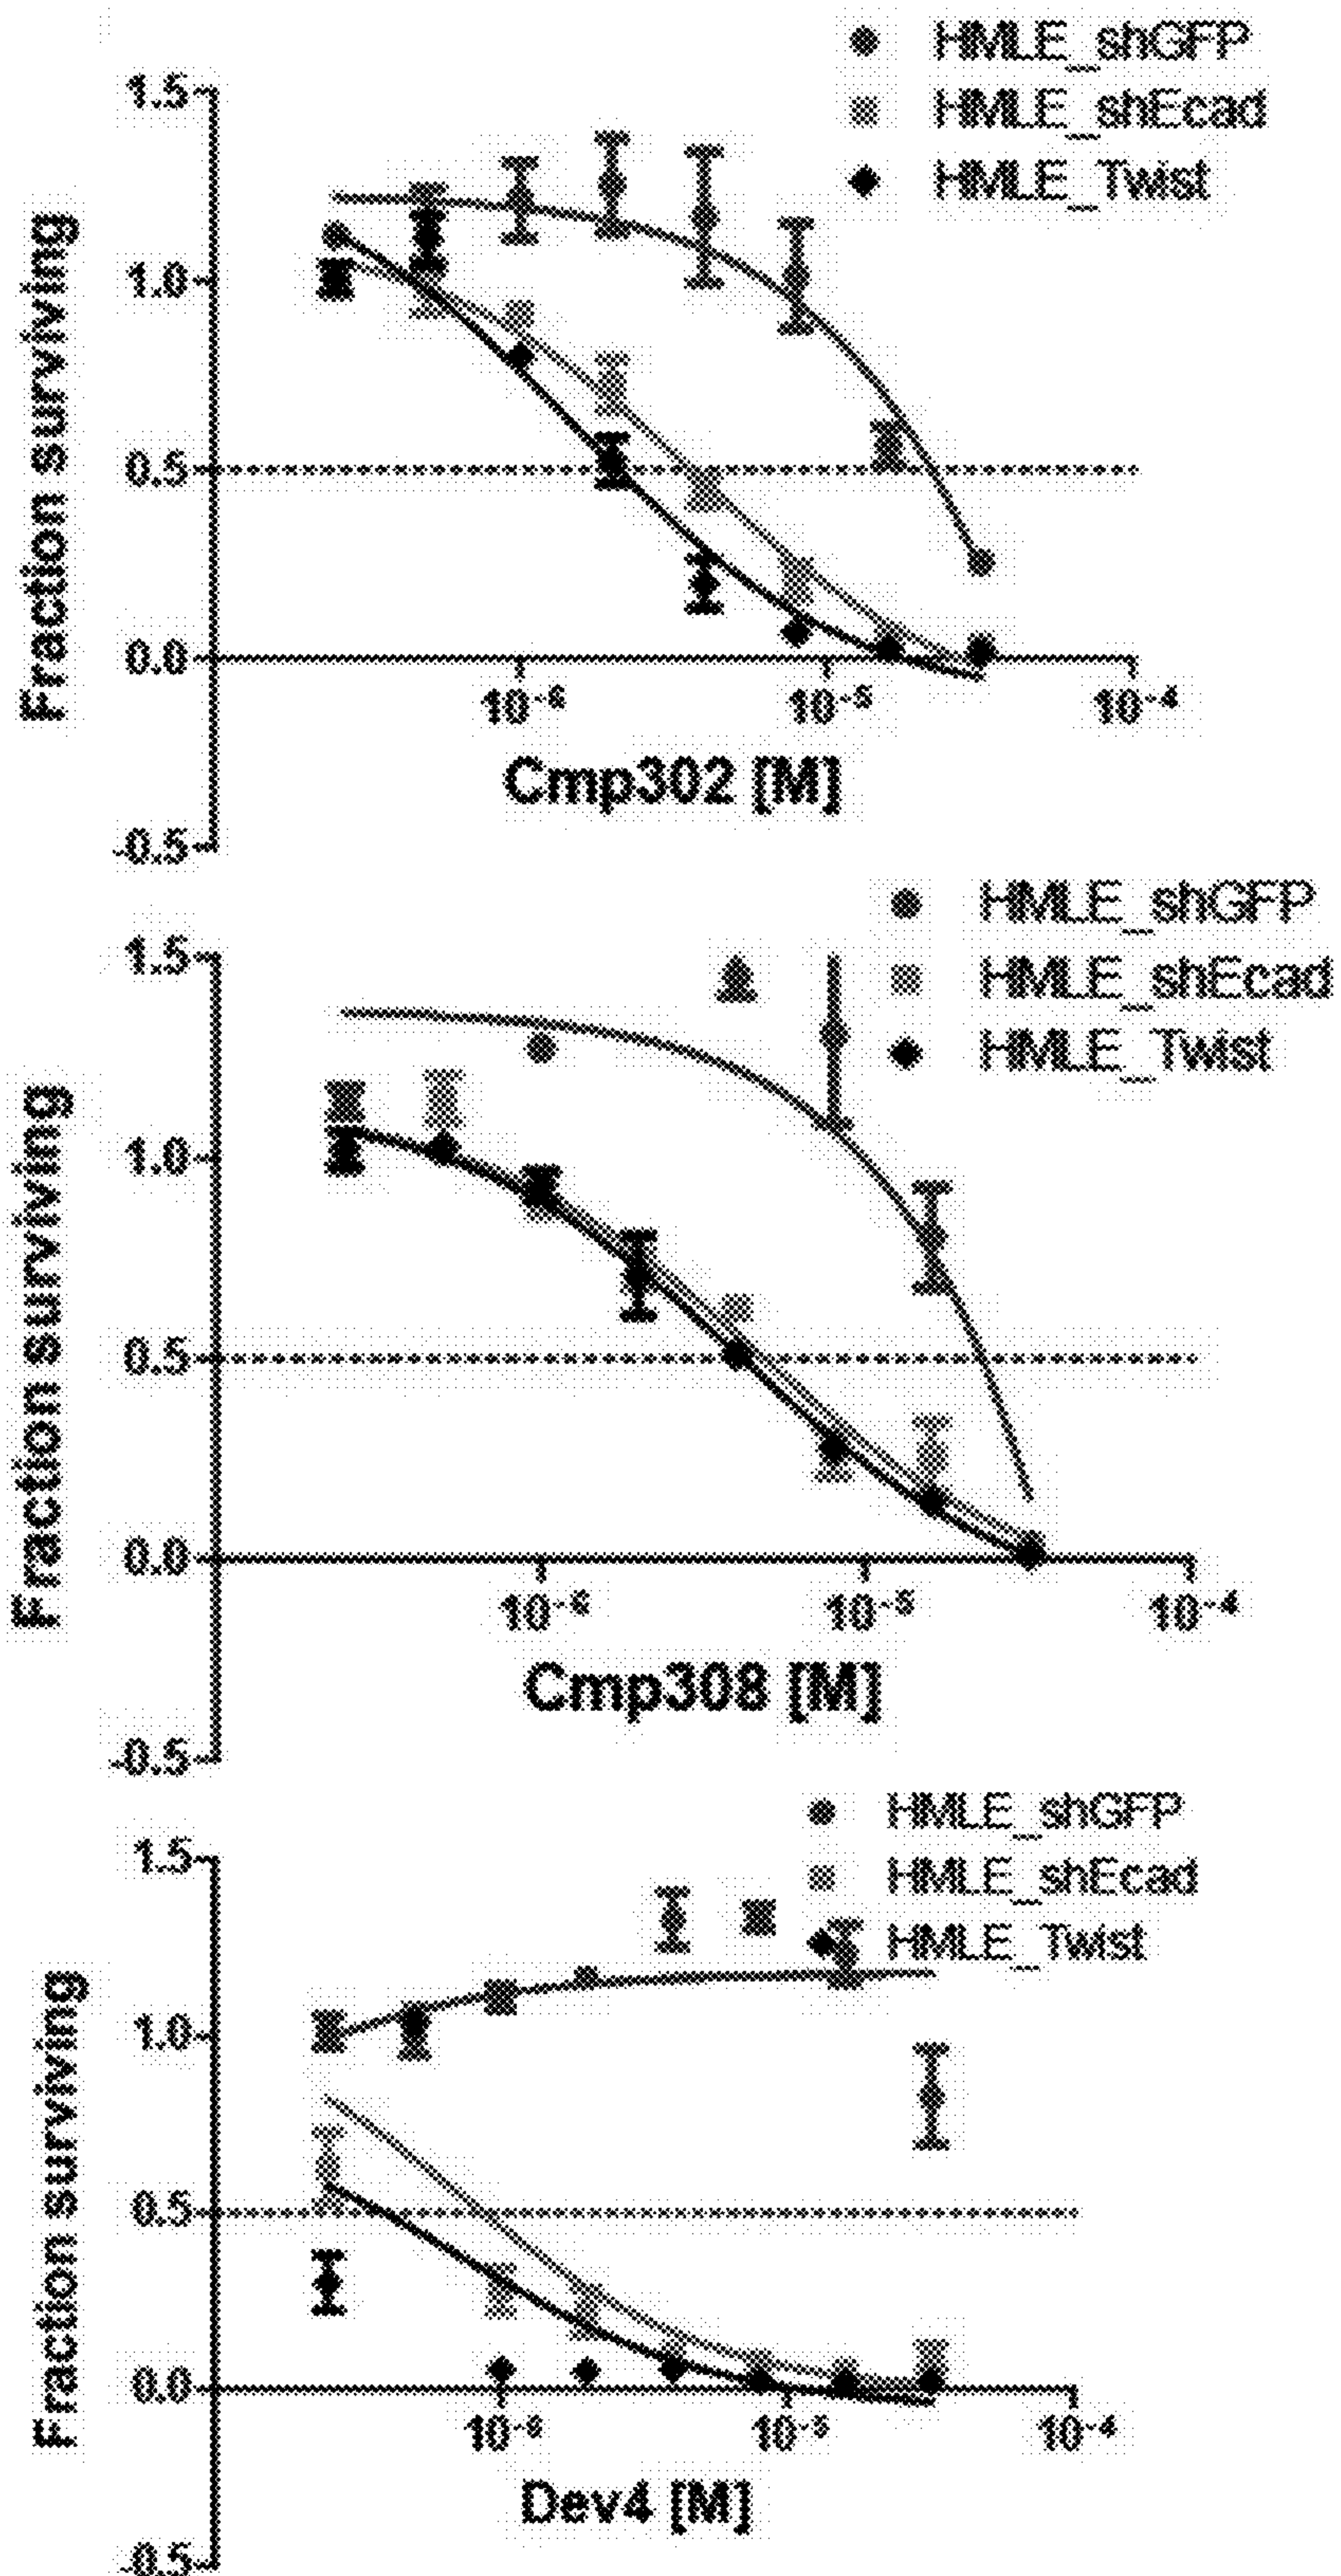 HMLE_shGFP
HMLE_shEcad
HMLE_Twist
1.5
1.0
0.5
0.0
-0.5
Fraction surviving
10-6
10-5
10-4
Cmp302 [M]
HMLE_shGFP
HMLE_shEcad
HMLE_Twist
1.5
1.0
0.5
0.0
-0.5
Fraction surviving
10-6
10-5
10-4
Cmp308 [M]
HMLE_shGFP
HMLE_shEcad
HMLE_Twist
1.5
1.0
0.5
0.0
-0.5
Fraction surviving
10-6
10-5
10-4
Dev4 [M]